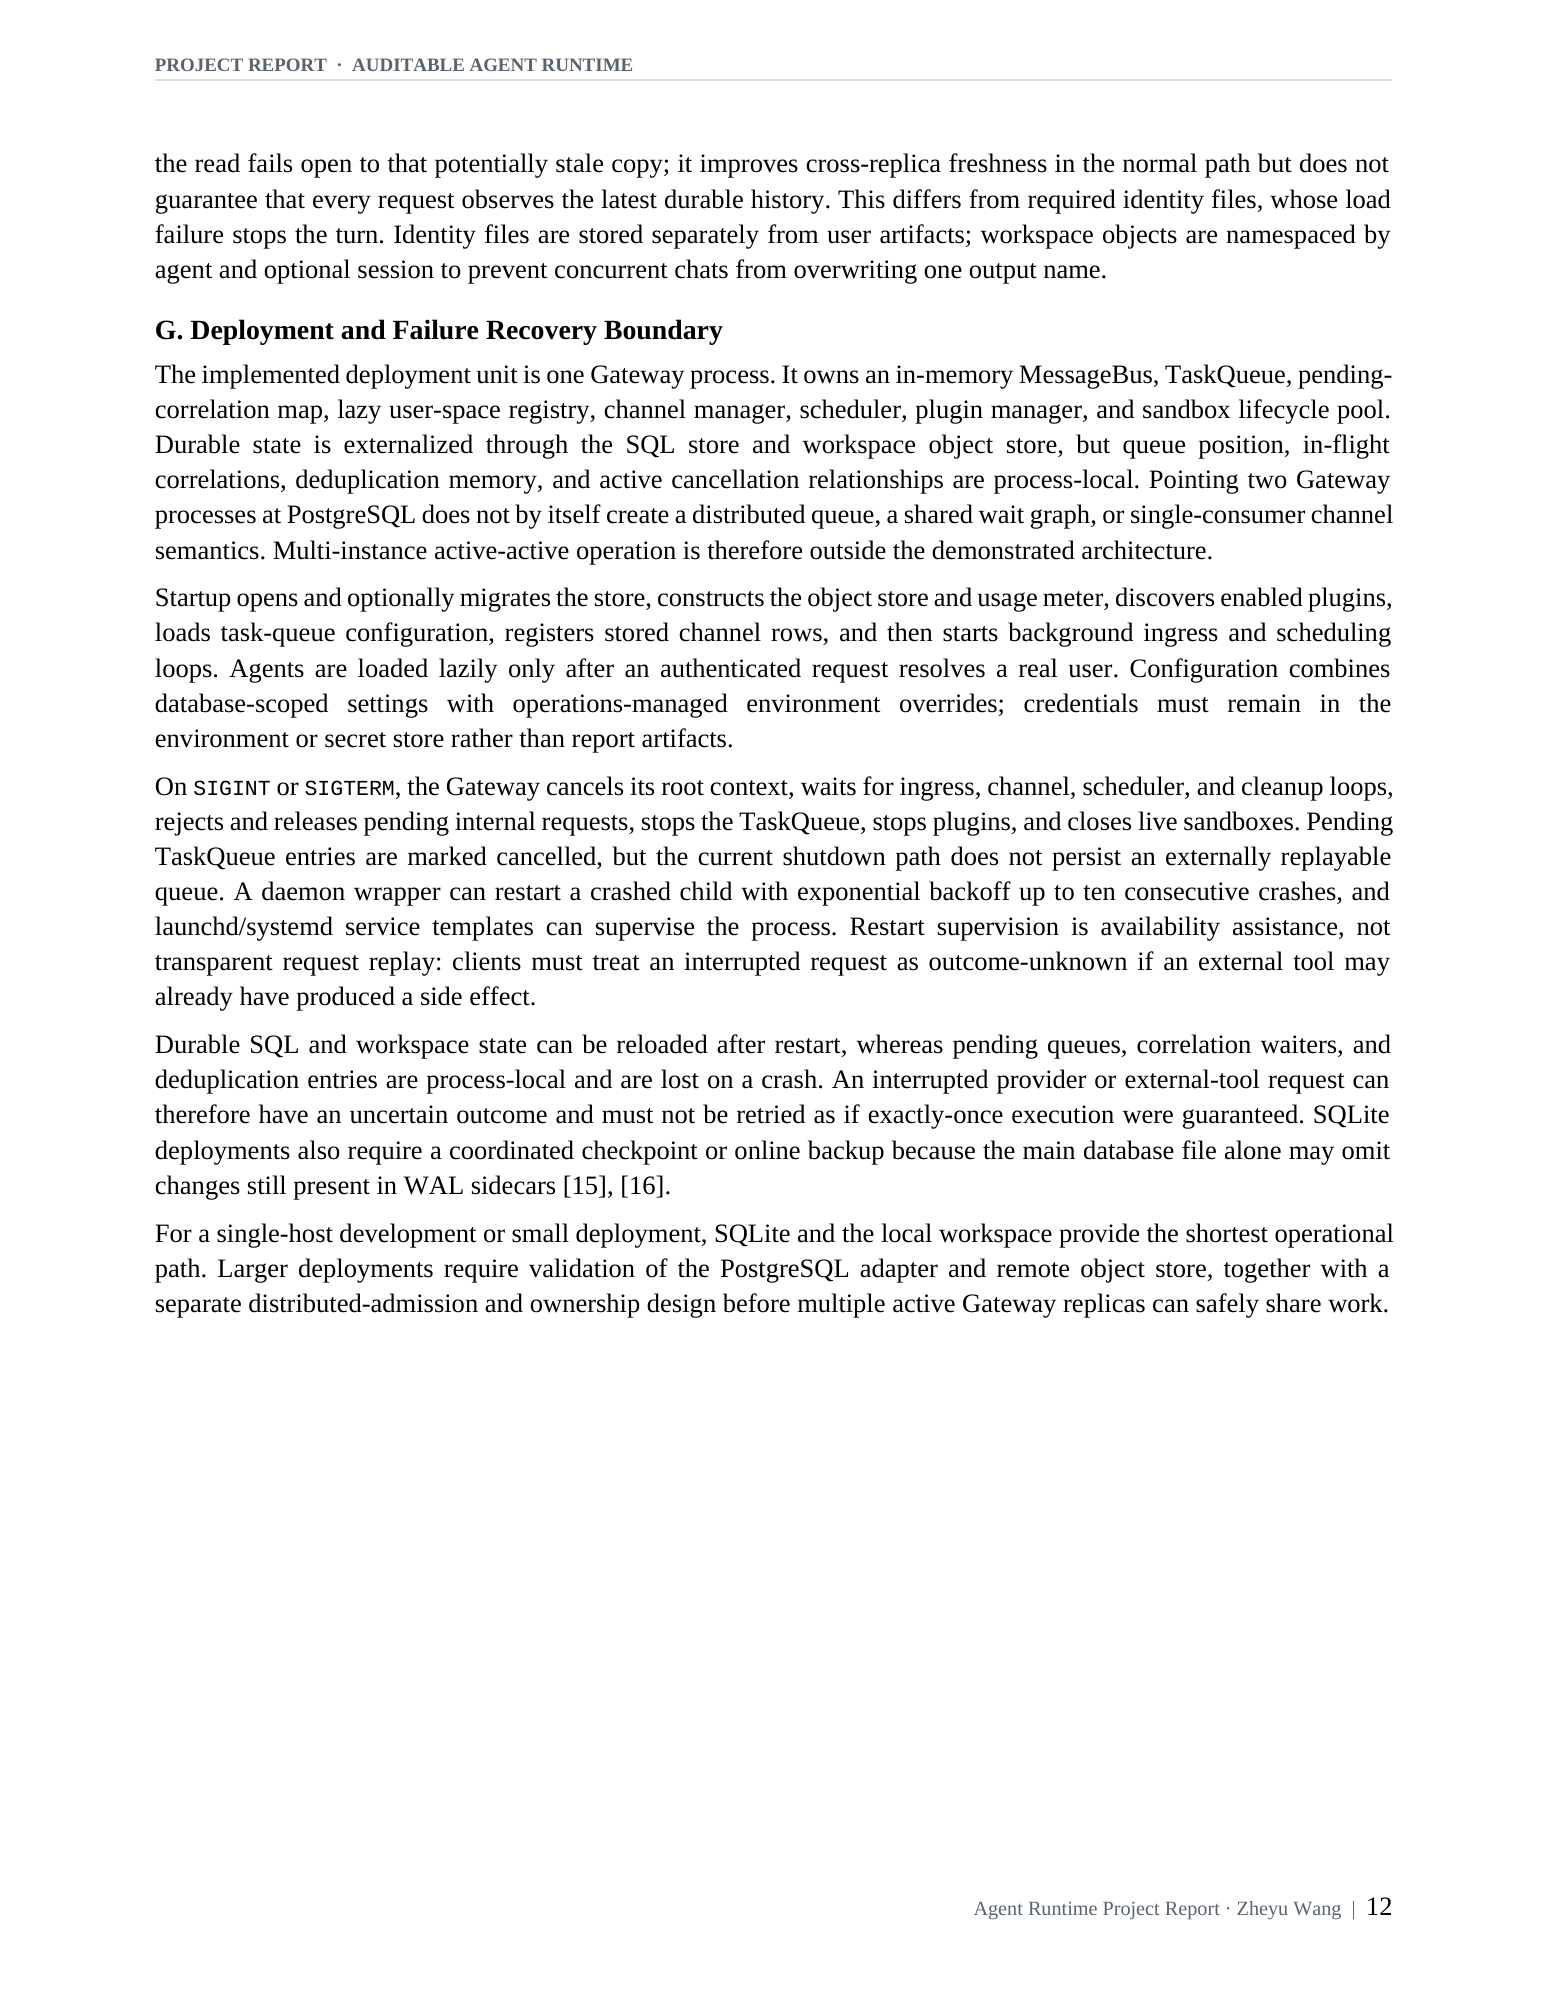 PROJECT REPORT · AUDITABLE AGENT RUNTIME
the read fails open to that potentially stale copy; it improves cross-replica freshness in the normal path but does not
guarantee that every request observes the latest durable history. This differs from required identity files, whose load
failure stops the turn. Identity files are stored separately from user artifacts; workspace objects are namespaced by
agent and optional session to prevent concurrent chats from overwriting one output name.
G. Deployment and Failure Recovery Boundary
The implemented deployment unit is one Gateway process. It owns an in-memory MessageBus, TaskQueue, pending-
correlation map, lazy user-space registry, channel manager, scheduler, plugin manager, and sandbox lifecycle pool.
Durable state is externalized through the SQL store and workspace object store, but queue position, in-flight
correlations, deduplication memory, and active cancellation relationships are process-local. Pointing two Gateway
processes at PostgreSQL does not by itself create a distributed queue, a shared wait graph, or single-consumer channel
semantics. Multi-instance active-active operation is therefore outside the demonstrated architecture.
Startup opens and optionally migrates the store, constructs the object store and usage meter, discovers enabled plugins,
loads task-queue configuration, registers stored channel rows, and then starts background ingress and scheduling
loops. Agents are loaded lazily only after an authenticated request resolves a real user. Configuration combines
database-scoped settings with operations-managed environment overrides; credentials must remain in the
environment or secret store rather than report artifacts.
On SIGINT or SIGTERM, the Gateway cancels its root context, waits for ingress, channel, scheduler, and cleanup loops,
rejects and releases pending internal requests, stops the TaskQueue, stops plugins, and closes live sandboxes. Pending
TaskQueue entries are marked cancelled, but the current shutdown path does not persist an externally replayable
queue. A daemon wrapper can restart a crashed child with exponential backoff up to ten consecutive crashes, and
launchd/systemd service templates can supervise the process. Restart supervision is availability assistance, not
transparent request replay: clients must treat an interrupted request as outcome-unknown if an external tool may
already have produced a side effect.
Durable SQL and workspace state can be reloaded after restart, whereas pending queues, correlation waiters, and
deduplication entries are process-local and are lost on a crash. An interrupted provider or external-tool request can
therefore have an uncertain outcome and must not be retried as if exactly-once execution were guaranteed. SQLite
deployments also require a coordinated checkpoint or online backup because the main database file alone may omit
changes still present in WAL sidecars [15], [16].
For a single-host development or small deployment, SQLite and the local workspace provide the shortest operational
path. Larger deployments require validation of the PostgreSQL adapter and remote object store, together with a
separate distributed-admission and ownership design before multiple active Gateway replicas can safely share work.
Agent Runtime Project Report · Zheyu Wang | 12